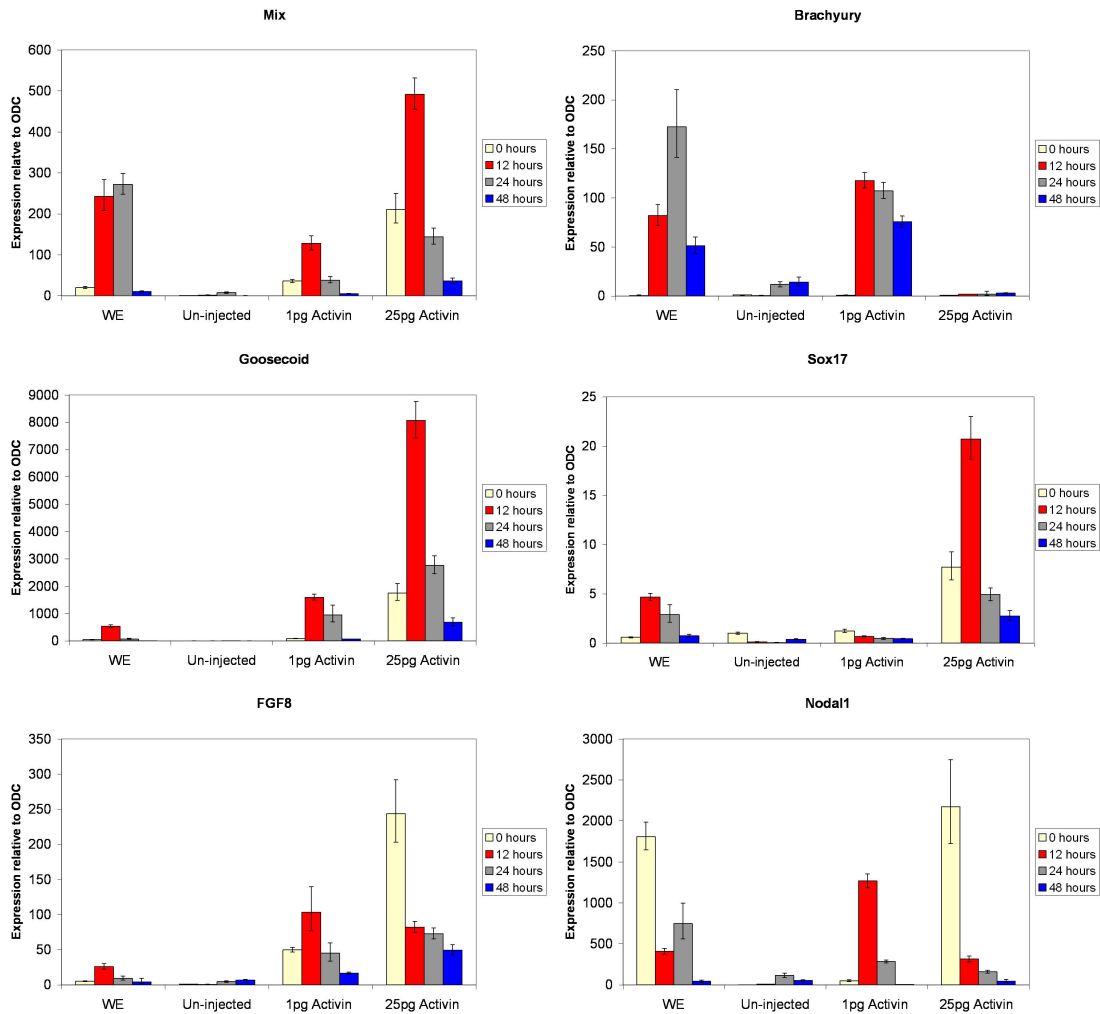 Mix
Expression relatve to ODC
600
500
400
300
200
100
0
WE Un-injected 1pg Activin 25pg Activin
0 hours
12 hours
24 hours
48 hours
Brachyury
Expression relative to ODC
250
200
150
100
50
0
WE Un-injected 1pg Activin 25pg Activin
0 hours
12 hours
24 hours
48 hours
Goosecoid
Expression relative to ODC
9000
8000
7000
6000
5000
4000
3000
2000
1000
0
WE Un-injected 1pg Activin 25pg Activin
0 hours
12 hours
24 hours
48 hours
Sox17
Expression relative to ODC
25
20
15
10
5
0
WE Un-injected 1pg Activin 25pg Activin
0 hours
12 hours
24 hours
48 hours
FGF8
Expression relative to ODC
350
300
250
200
150
100
50
0
WE Un-injected 1pg Activin 25pg Activin
0 hours
12 hours
24 hours
48 hours
Nodal1
Expression relative to ODC
3000
2500
2000
1500
1000
500
0
WE Un-injected 1pg Activin 25pg Activin
0 hours
12 hours
24 hours
48 hours